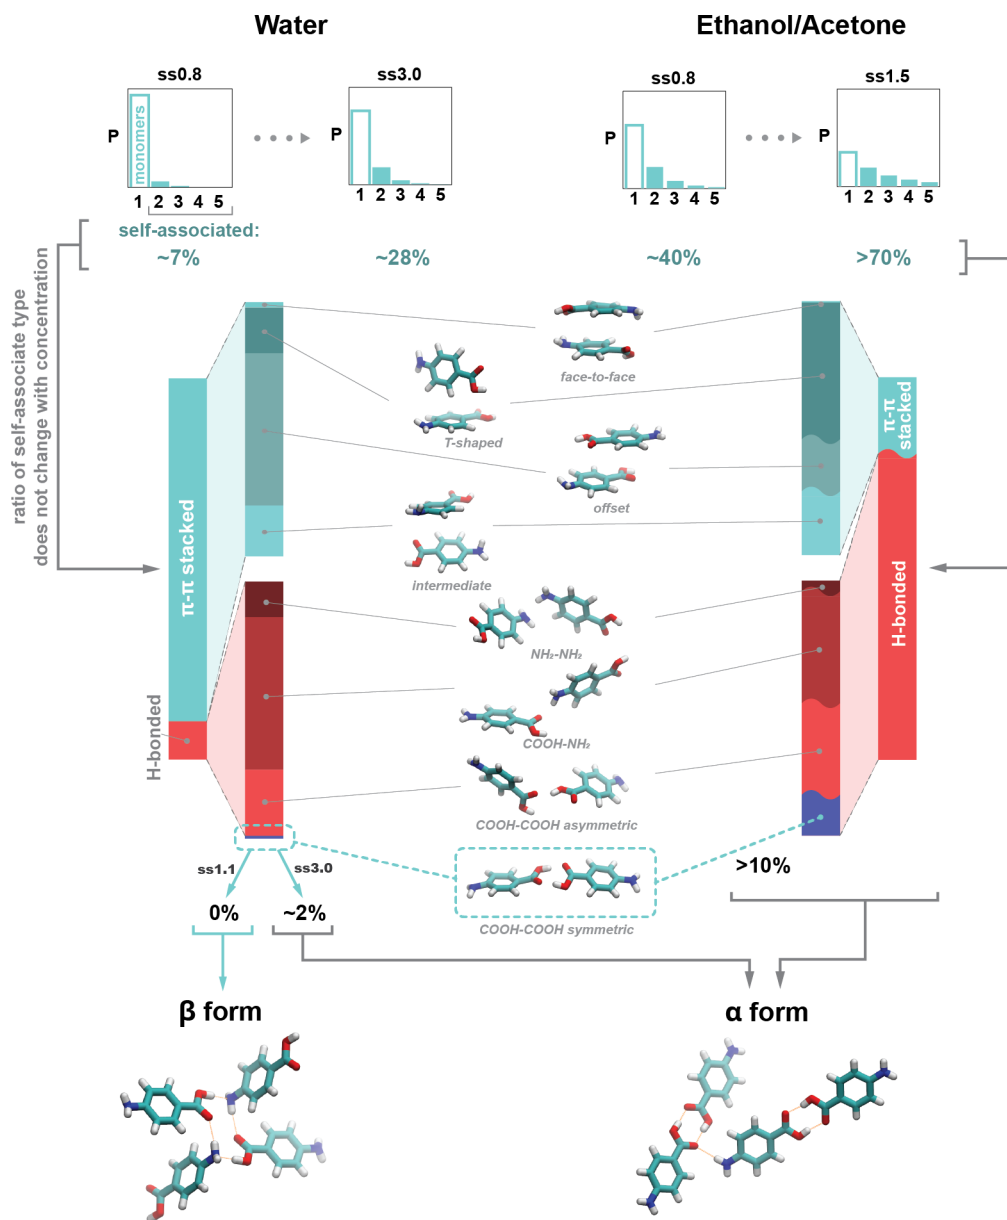 Water
Ethanol/Acetone
ss0.8
ss3.0
ss0.8
ss1.5
P
monomers
1 2 3 4 5
P
1 2 3 4 5
P
1 2 3 4 5
P
1 2 3 4 5
self-associated:
~7%
~28%
~40%
>70%
ratio of self-associate type
does not change with concentration
face-to-face
T-shaped
offset
intermediate
π-π stacked
π-π
stacked
H-bonded
H-bonded
NH₂-NH₂
COOH-NH₂
COOH-COOH asymmetric
COOH-COOH symmetric
ss1.1
ss3.0
0%
~2%
>10%
β form
α form